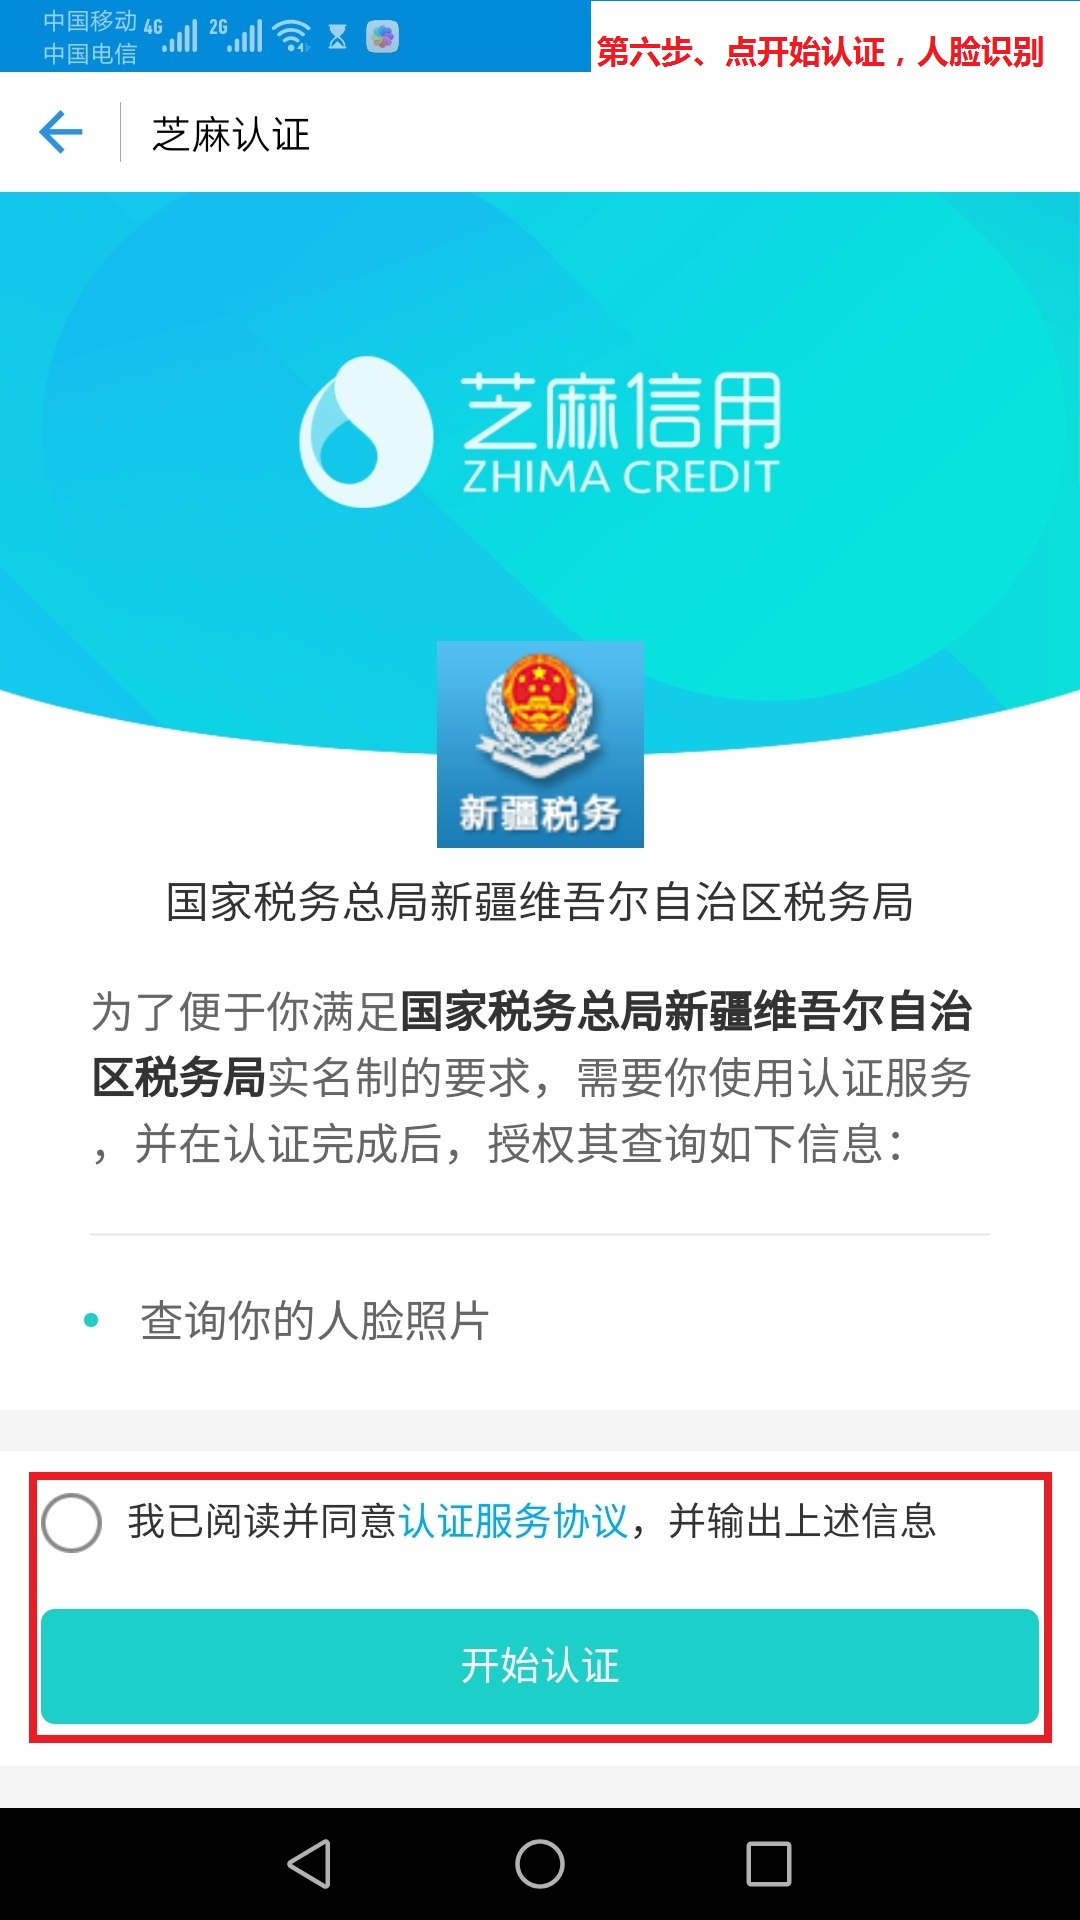 中国移动 4G 2G
中国电信
第六步、点开始认证，人脸识别
芝麻认证
芝麻信用
ZHIMA CREDIT
新疆税务
国家税务总局新疆维吾尔自治区税务局
为了便于你满足国家税务总局新疆维吾尔自治
区税务局实名制的要求，需要你使用认证服务
，并在认证完成后，授权其查询如下信息：
查询你的人脸照片
我已阅读并同意认证服务协议，并输出上述信息
开始认证